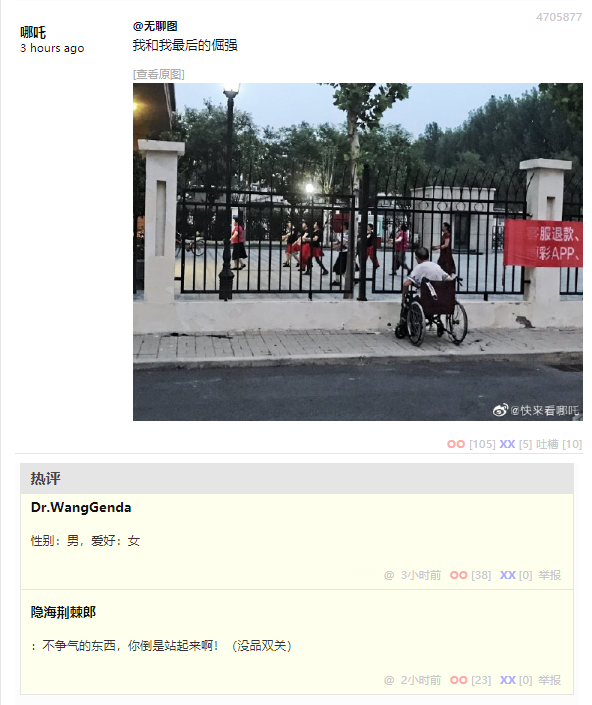 4705877
哪吒
3 hours ago
@无聊图
我和我最后的倔强
[查看原图]
服退款、
彩APP、
@快来看哪吒
OO [105] XX [5] 吐槽 [10]
热评
Dr.WangGenda
性别：男，爱好：女
@ 3小时前 OO [38] XX [0] 举报
隐海荆棘郎
：不争气的东西，你倒是站起来啊！（没品双关）
@ 2小时前 OO [23] XX [0] 举报